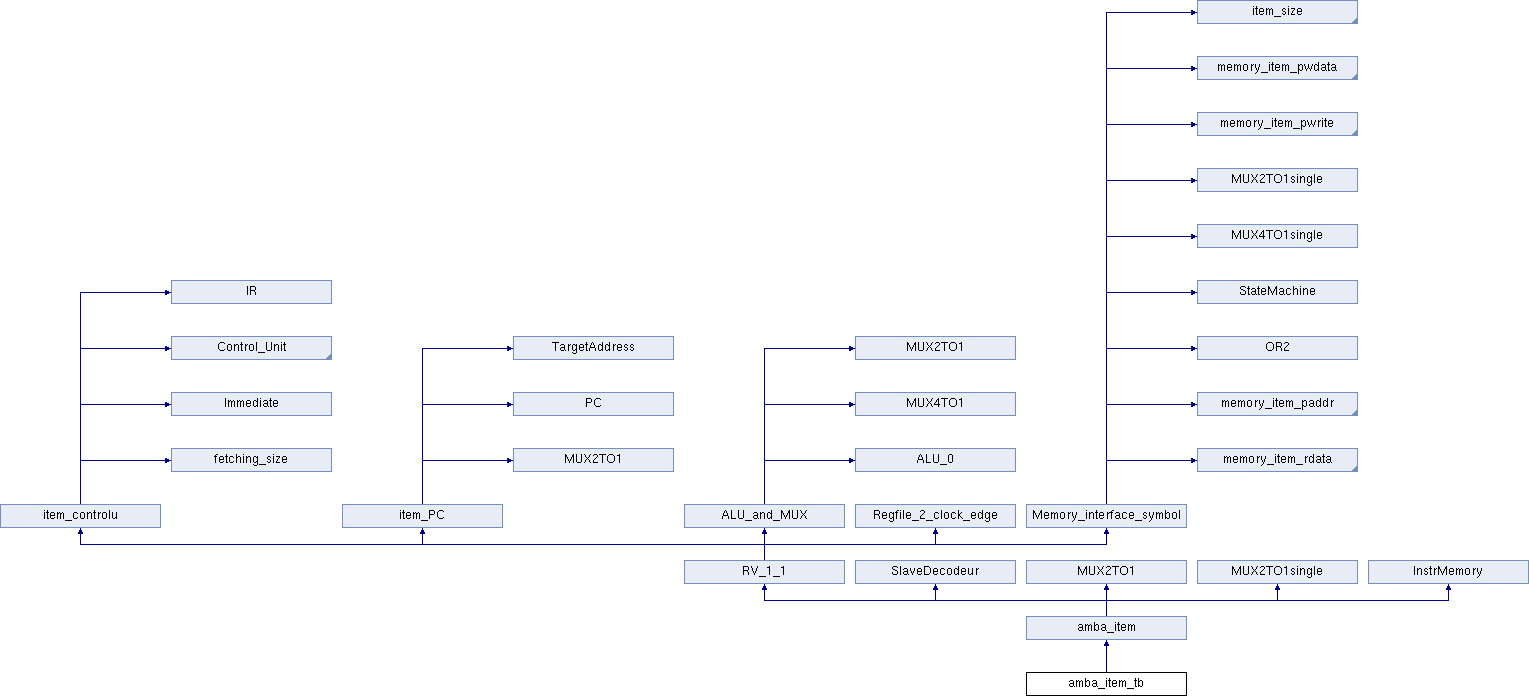 item_size
memory_item_pwdata
memory_item_pwrite
MUX2TO1single
MUX4TO1single
IR
StateMachine
Control_Unit
TargetAddress
MUX2TO1
OR2
Immediate
PC
MUX4TO1
memory_item_paddr
fetching_size
MUX2TO1
ALU_0
memory_item_rdata
item_controlu
item_PC
ALU_and_MUX
Regfile_2_clock_edge
Memory_interface_symbol
RV_1_1
SlaveDecodeur
MUX2TO1
MUX2TO1single
InstrMemory
amba_item
amba_item_tb